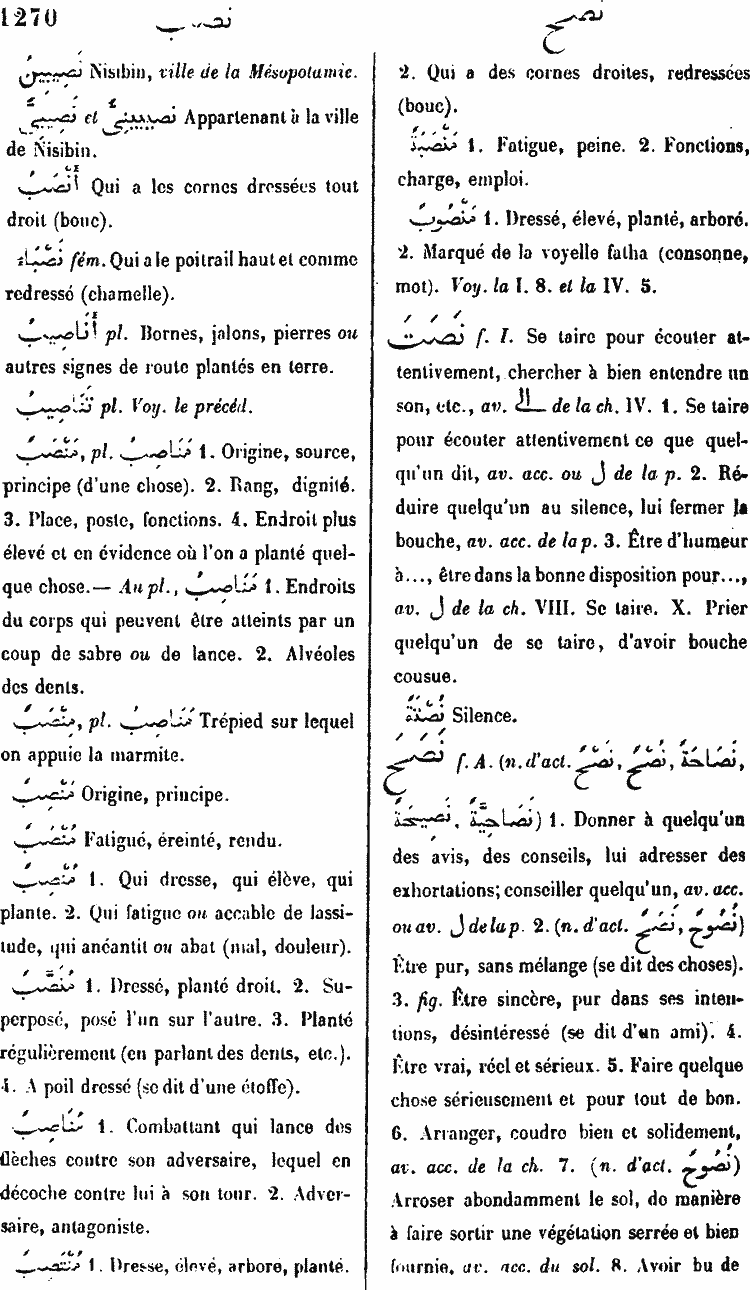 1270 نصب نصح
نَصِيبِينُ Nisibin, ville de la Mésopotamie.
نَصِيبِينِىٌّ et نَصِيبِىٌّ Appartenant à la ville
de Nisibin.
أَنْصَبُ Qui a les cornes dressées tout
droit (bouc).
نَصْبَاءُ fém. Qui a le poitrail haut et comme
redressé (chamelle).
أَنَاصِيبُ pl. Bornes, jalons, pierres ou
autres signes de route plantés en terre.
تَنَاصِيبُ pl. Voy. le précéd.
مَنْصَبٌ, pl. مَنَاصِبُ 1. Origine, source,
principe (d'une chose). 2. Rang, dignité.
3. Place, poste, fonctions. 4. Endroit plus
élevé et en évidence où l'on a planté quel-
que chose.— Au pl., مَنَاصِبُ 1. Endroits
du corps qui peuvent être atteints par un
coup de sabre ou de lance. 2. Alvéoles
des dents.
مِنْصَبٌ, pl. مَنَاصِبُ Trépied sur lequel
on appuie la marmite.
مَنْصِبٌ Origine, principe.
مُنْصَبٌ Fatigué, éreinté, rendu.
مُنْصِبٌ 1. Qui dresse, qui élève, qui
plante. 2. Qui fatigue ou accable de lassi-
tude, qui anéantit ou abat (mal, douleur).
مُنَصَّبٌ 1. Dressé, planté droit. 2. Su-
perposé, posé l'un sur l'autre. 3. Planté
régulièrement (en parlant des dents, etc.).
4. A poil dressé (se dit d'une étoffe).
مُنَاصِبٌ 1. Combattant qui lance des
flèches contre son adversaire, lequel en
décoche contre lui à son tour. 2. Adver-
saire, antagoniste.
مُنْتَصِبٌ 1. Dressé, élevé, arboré, planté.
2. Qui a des cornes droites, redressées
(bouc).
مَنْصَبَةٌ 1. Fatigue, peine. 2. Fonctions,
charge, emploi.
مَنْصُوبٌ 1. Dressé, élevé, planté, arboré.
2. Marqué de la voyelle fatha (consonne,
mot). Voy. la I. 8. et la IV. 5.
نَصَتَ f. I. Se taire pour écouter at-
tentivement, chercher à bien entendre un
son, etc., av. الـ de la ch. IV. 1. Se taire
pour écouter attentivement ce que quel-
qu'un dit, av. acc. ou ل de la p. 2. Ré-
duire quelqu'un au silence, lui fermer la
bouche, av. acc. de la p. 3. Être d'humeur
à..., être dans la bonne disposition pour...,
av. ل de la ch. VIII. Se taire. X. Prier
quelqu'un de se taire, d'avoir bouche
cousue.
نُصْتَةٌ Silence.
نَصَحَ f. A. (n. d'act. نَصْحٌ, نُصْحٌ, نَصَاحَةٌ,
نَصَاحِيَّةٌ, نَصِيحَةٌ) 1. Donner à quelqu'un
des avis, des conseils, lui adresser des
exhortations; conseiller quelqu'un, av. acc.
ou av. ل de la p. 2. (n. d'act. نُصُوحٌ, نَصْحٌ)
Être pur, sans mélange (se dit des choses).
3. fig. Être sincère, pur dans ses inten-
tions, désintéressé (se dit d'un ami). 4.
Être vrai, réel et sérieux. 5. Faire quelque
chose sérieusement et pour tout de bon.
6. Arranger, coudre bien et solidement,
av. acc. de la ch. 7. (n. d'act. نُصُوحٌ)
Arroser abondamment le sol, de manière
à faire sortir une végétation serrée et bien
fournie, av. acc. du sol. 8. Avoir bu de